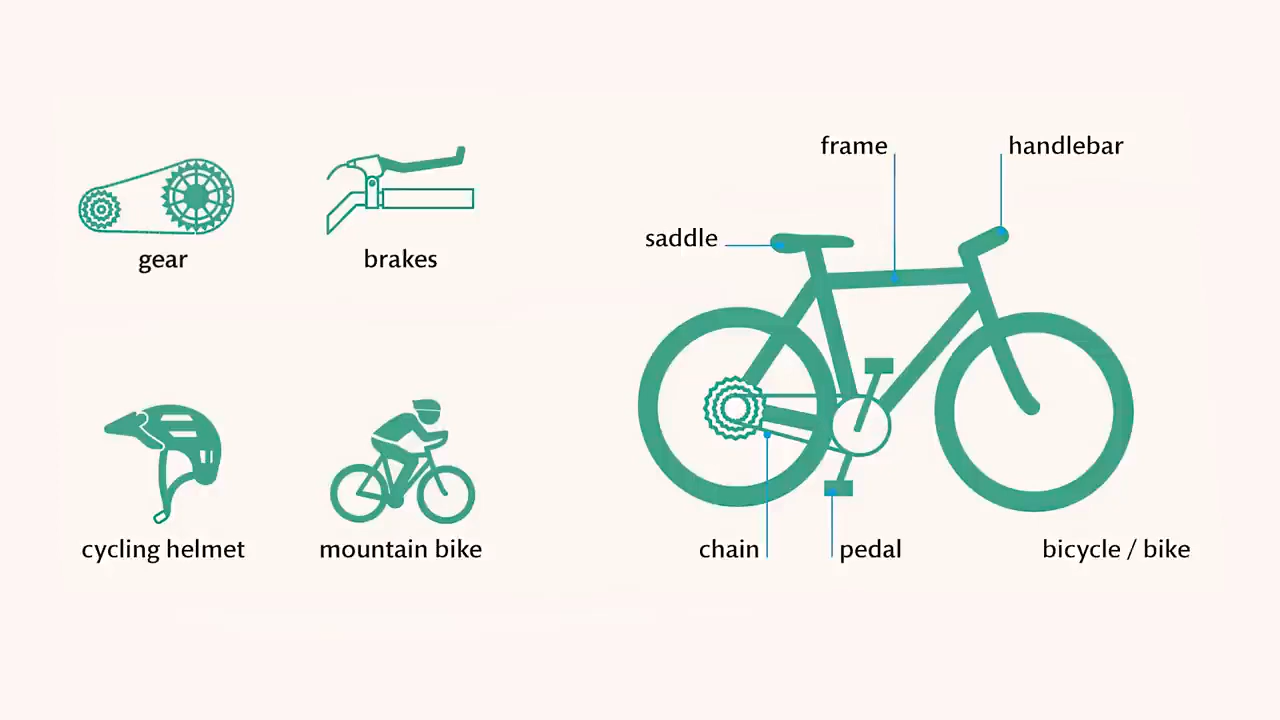 frame
handlebar
saddle
gear
brakes
cycling helmet
mountain bike
chain
pedal
bicycle / bike